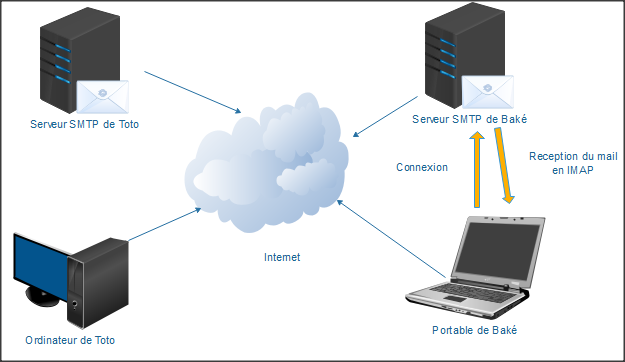 Serveur SMTP de Toto
Serveur SMTP de Baké
Connexion
Reception du mail
en IMAP
Internet
Ordinateur de Toto
Portable de Baké